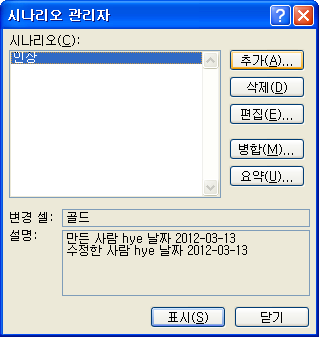 시나리오 관리자
시나리오(C):
인상
추가(A)...
삭제(D)
편집(E)...
병합(M)...
요약(U)...
변경 셀: 골드
설명: 만든 사람 hye 날짜 2012-03-13
수정한 사람 hye 날짜 2012-03-13
표시(S) 닫기